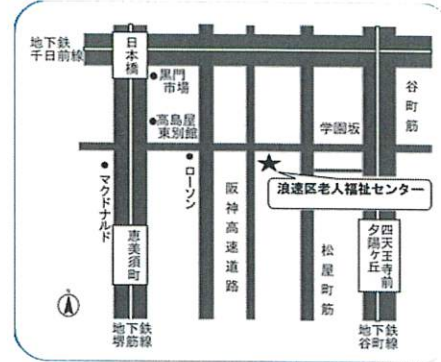 地下鉄
千日前線
日本橋
黒門
市場
高島屋
東別館
学園坂
谷町筋
マクドナルド
ローソン
阪神高速道路
浪速区老人福祉センター
恵美須町
松屋町筋
四天王寺前
夕陽ケ丘
地下鉄
堺筋線
地下鉄
谷町線